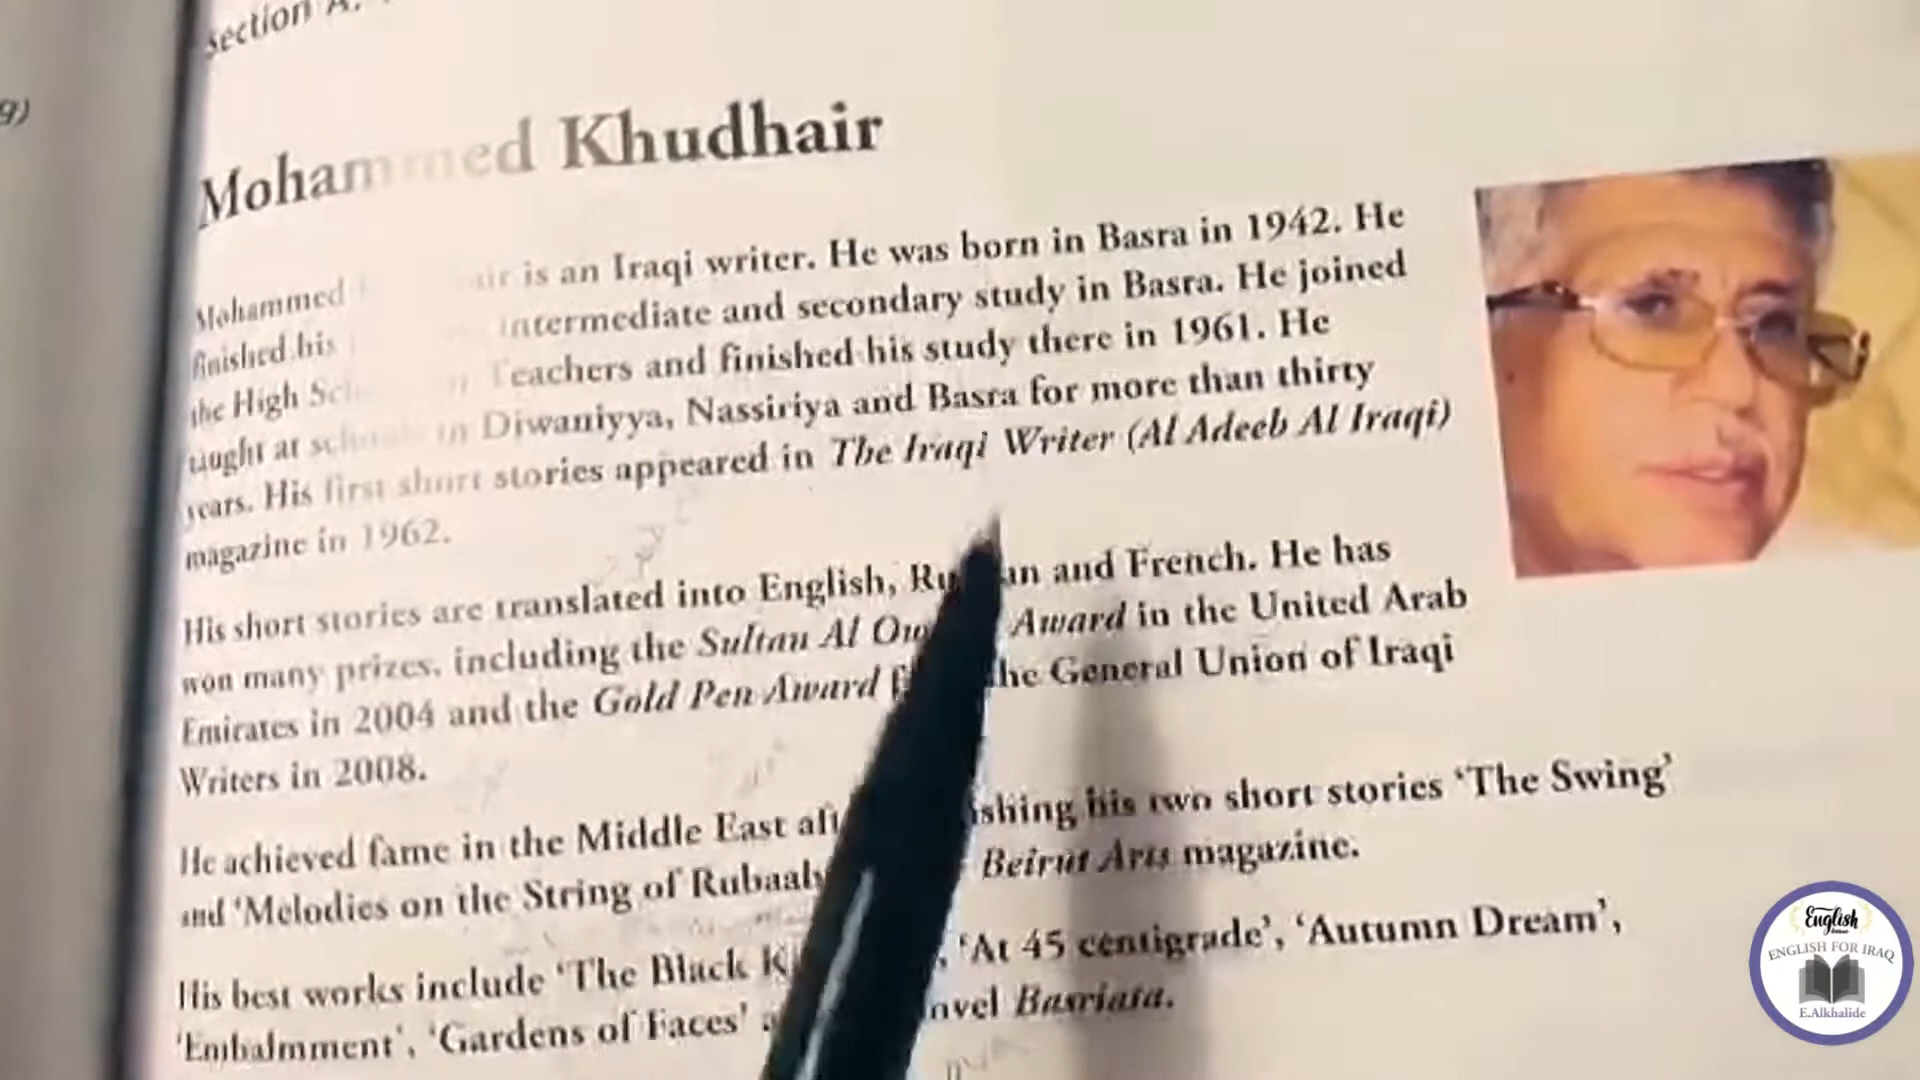 section A.
g)
Mohammed Khudhair
Mohammed is an Iraqi writer. He was born in Basra in 1942. He
finished his intermediate and secondary study in Basra. He joined
the High Teachers and finished his study there in 1961. He
taught at schools in Diwaniyya, Nassiriya and Basra for more than thirty
years. His first short stories appeared in The Iraqi Writer (Al Adeeb Al Iraqi)
magazine in 1962.
His short stories are translated into English, and French. He has
won many prizes, including the Sultan Al Award in the United Arab
Emirates in 2004 and the Gold Pen Award the General Union of Iraqi
Writers in 2008.
He achieved fame in the Middle East his two short stories ‘The Swing’
and ‘Melodies on the String of Beirut Arts magazine.
His best works include ‘The Black ‘At 45 centigrade’, ‘Autumn Dream’,
‘Embalmment’, ‘Gardens of Faces’ Basriata.
English
ENGLISH FOR IRAQ
E.Alkhalide